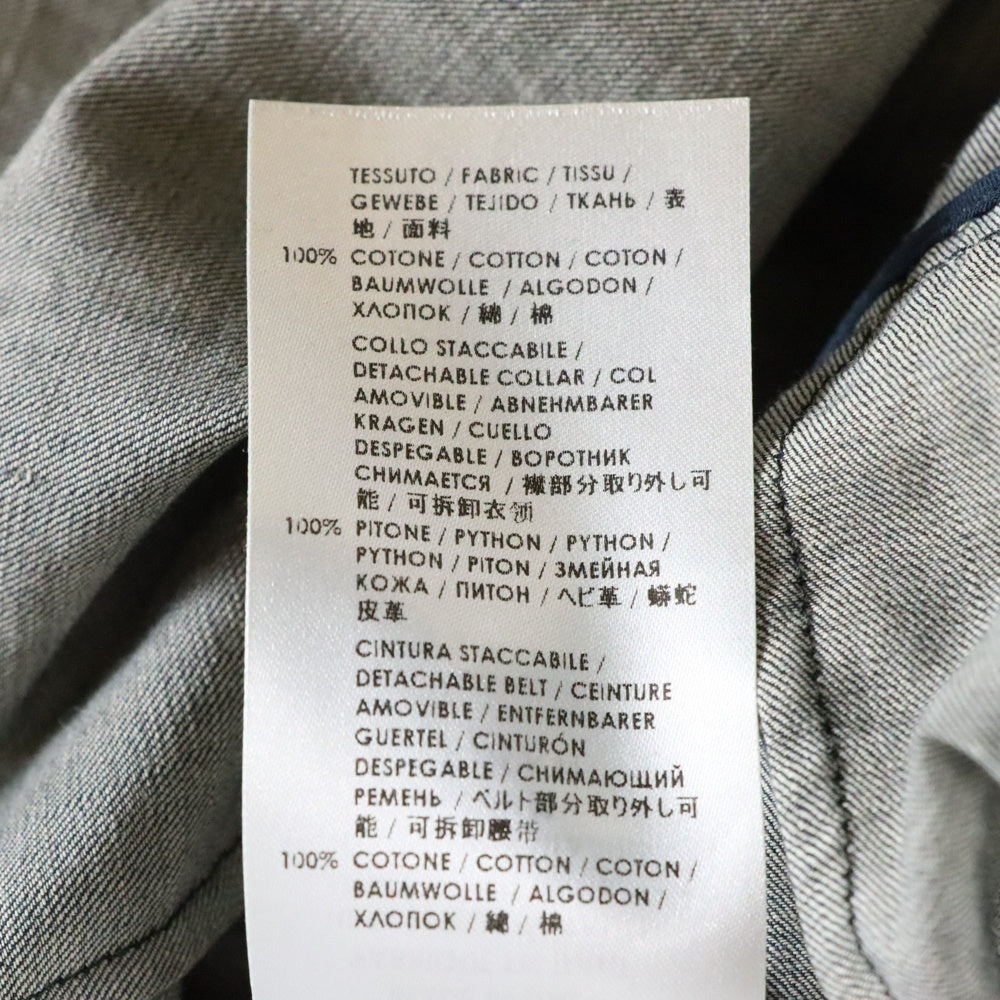 TESSUTO / FABRIC / TISSU /
GEWEBE / TEJIDO / ТКАНЬ / 表
地 / 面料
100% COTONE / COTTON / COTON /
BAUMWOLLE / ALGODON /
ХЛОПОК / 綿 / 棉
COLLO STACCABILE /
DETACHABLE COLLAR / COL
AMOVIBLE / ABNEHMBARER
KRAGEN / CUELLO
DESPEGABLE / ВОРОТНИК
СНИМАЕТСЯ / 襟部分取り外し可
能 / 可拆卸衣领
100% PITONE / PYTHON / PYTHON /
PYTHON / PITON / ЗМЕЙНАЯ
КОЖА / ПИТОН / ヘビ革 / 蟒蛇
皮革
CINTURA STACCABILE /
DETACHABLE BELT / CEINTURE
AMOVIBLE / ENTFERNBARER
GUERTEL / CINTURÓN
DESPEGABLE / СНИМАЮЩИЙ
РЕМЕНЬ / ベルト部分取り外し可
能 / 可拆卸腰带
100% COTONE / COTTON / COTON /
BAUMWOLLE / ALGODON /
ХЛОПОК / 綿 / 棉